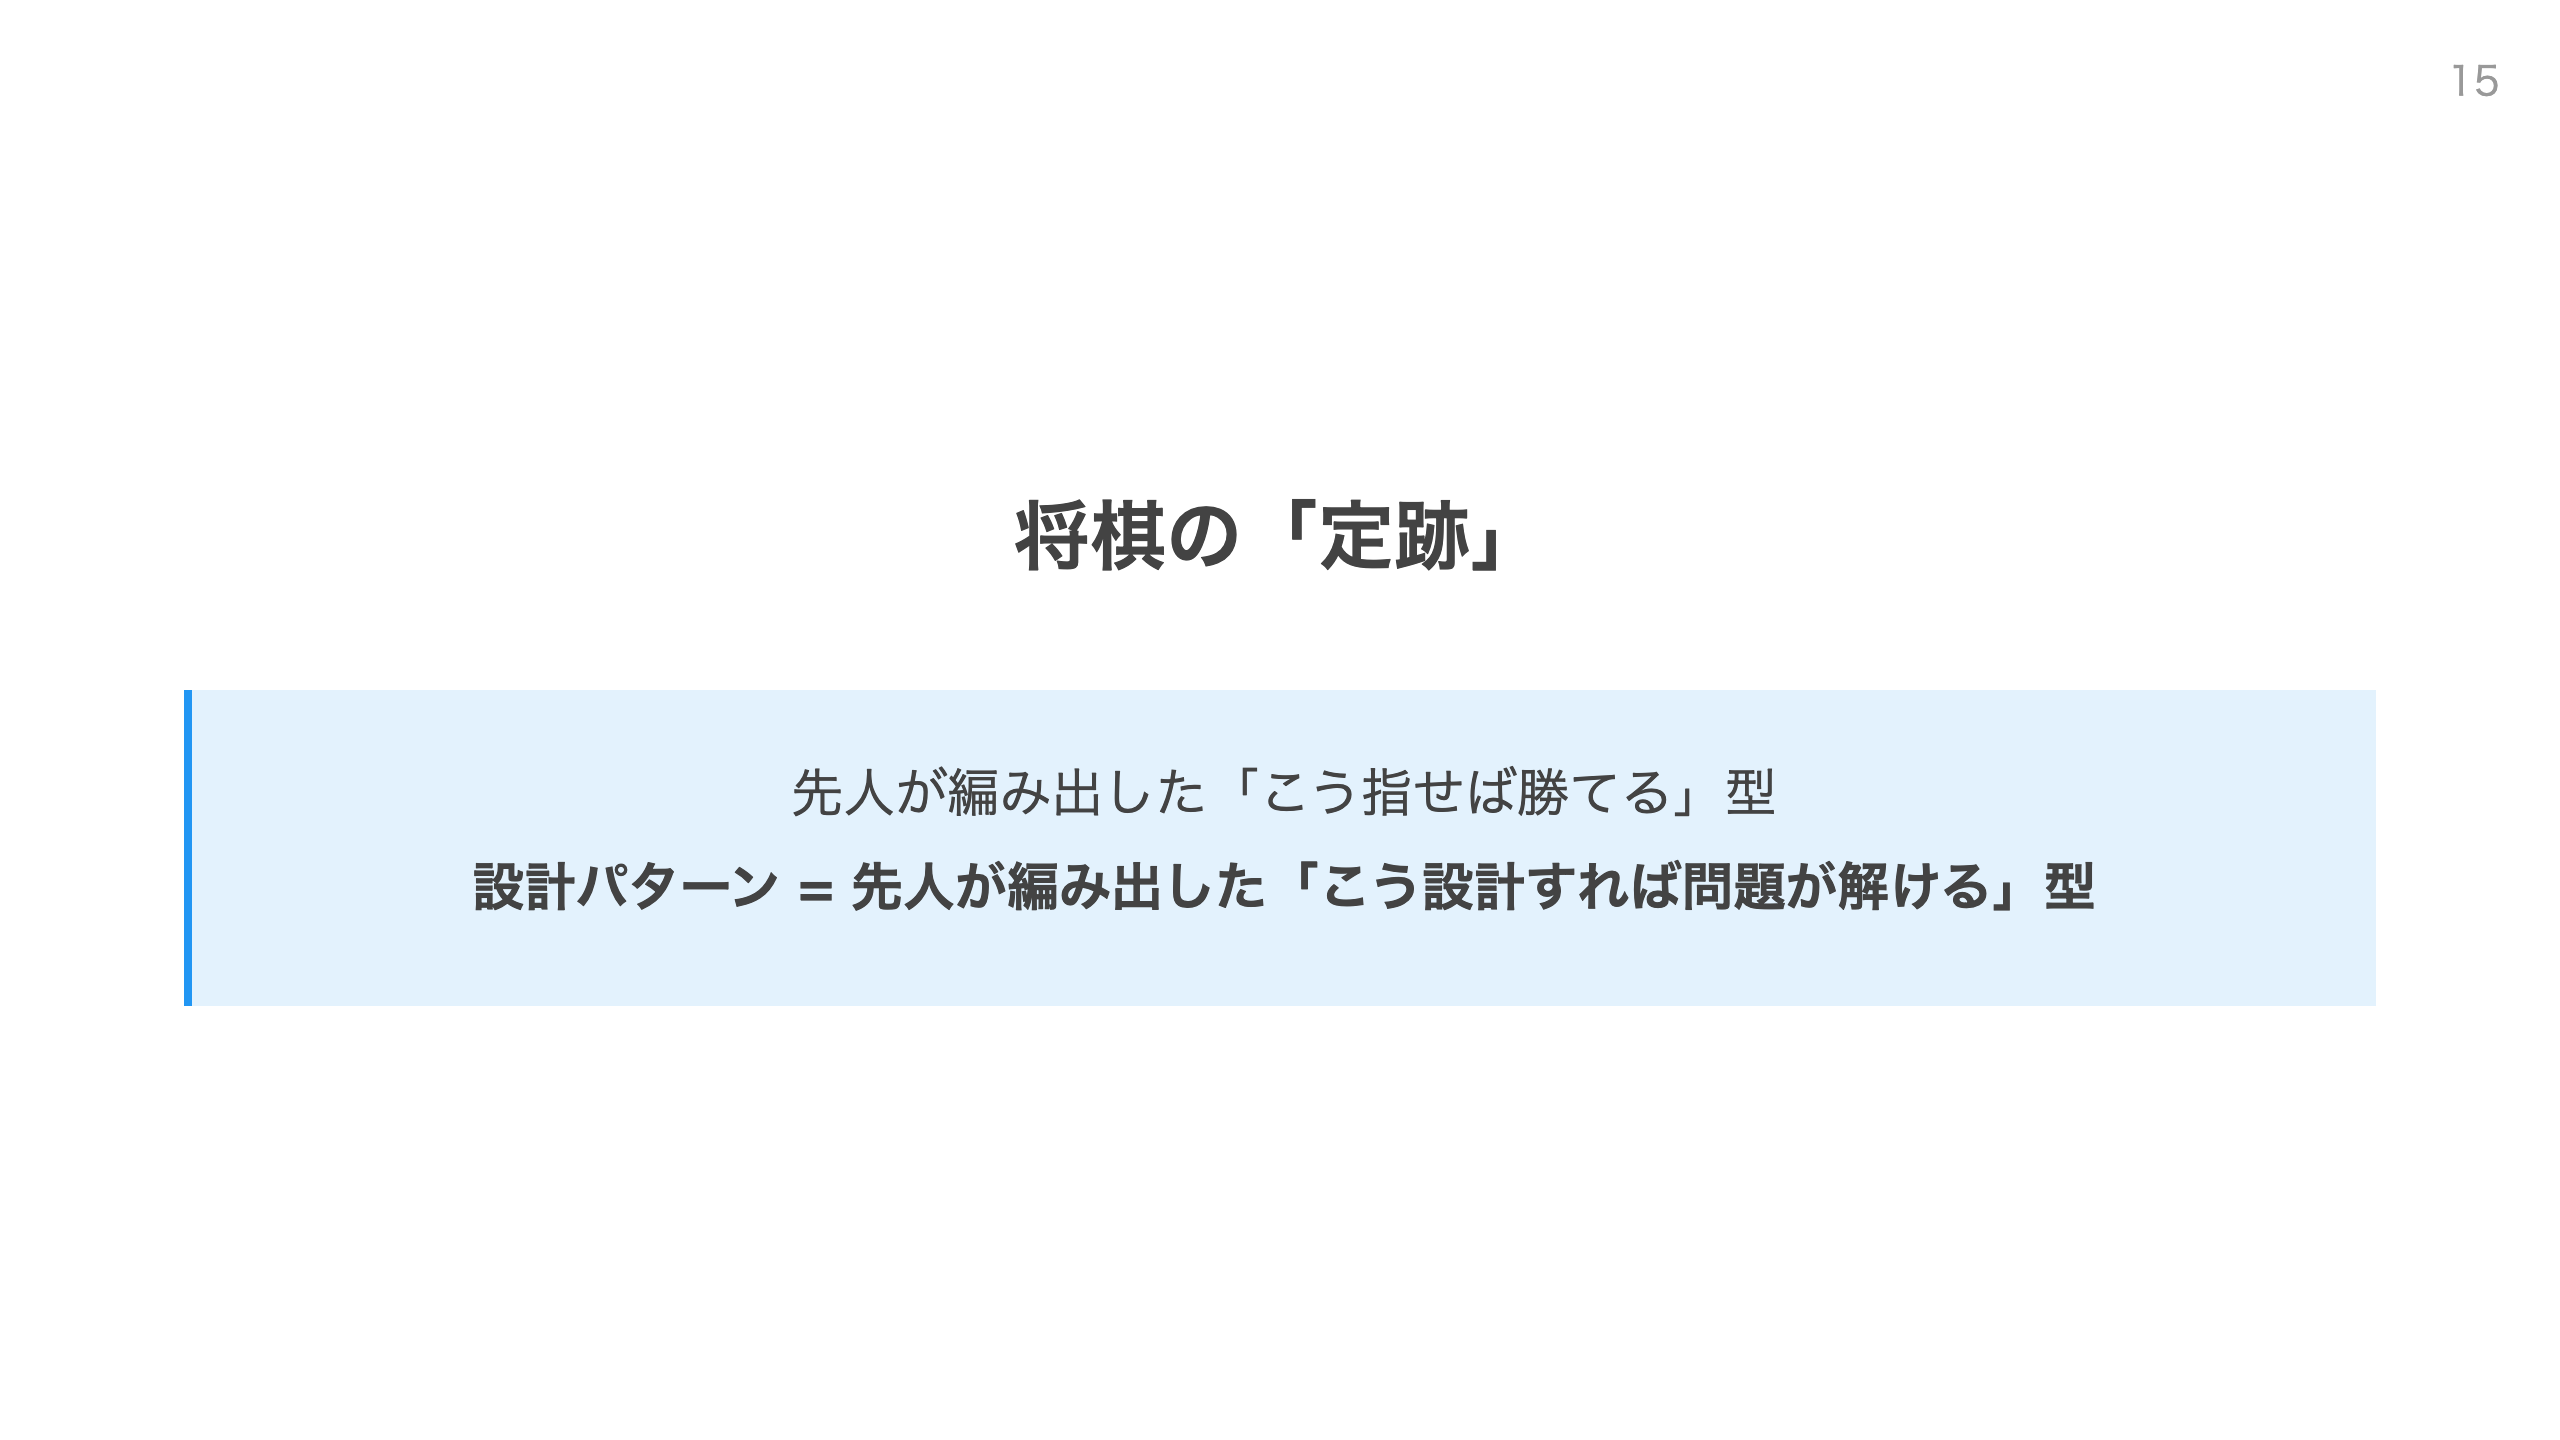 15
将棋の「定跡」
先人が編み出した「こう指せば勝てる」型
設計パターン = 先人が編み出した「こう設計すれば問題が解ける」型